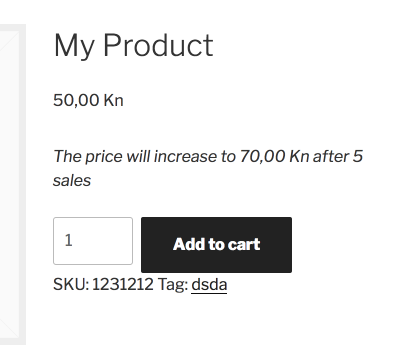 My Product
50,00 Kn
The price will increase to 70,00 Kn after 5
sales
1
Add to cart
SKU: 1231212 Tag: dsda